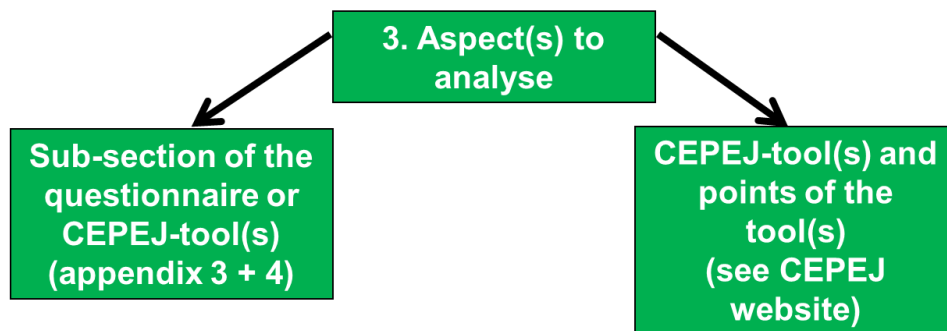 3. Aspect(s) to
analyse
Sub-section of the
questionnaire or
CEPEJ-tool(s)
(appendix 3 + 4)
CEPEJ-tool(s) and
points of the
tool(s)
(see CEPEJ
website)